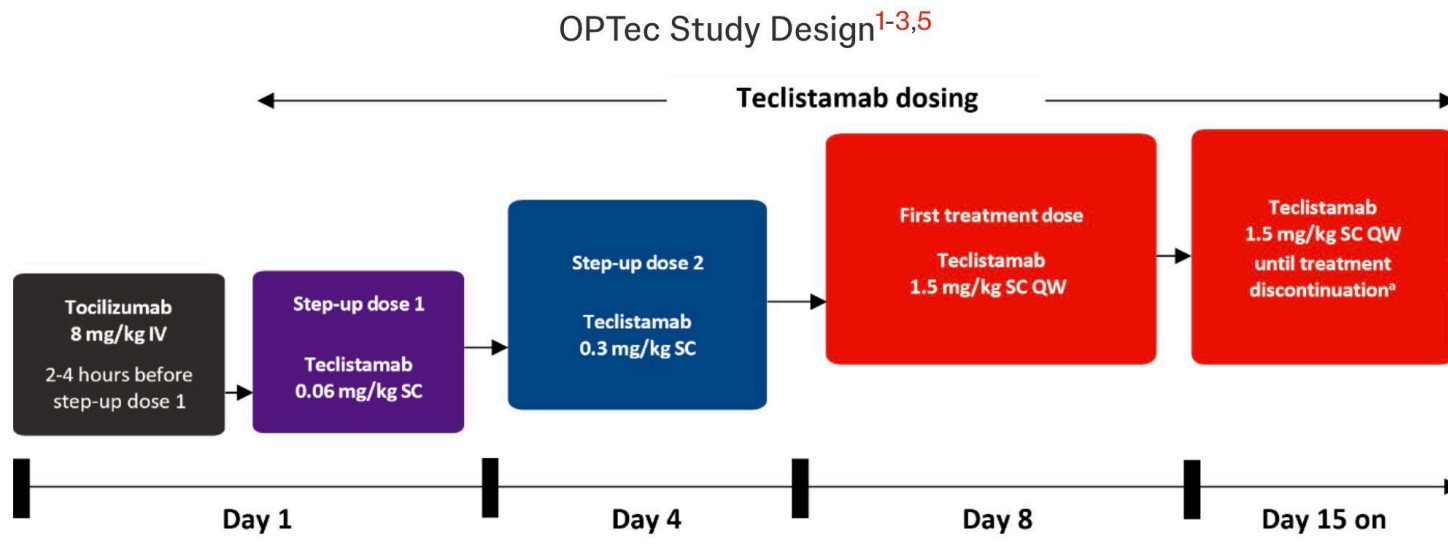 OPTec Study Design1-3,5
Teclistamab dosing
Tocilizumab
8 mg/kg IV
2-4 hours before
step-up dose 1
Step-up dose 1
Teclistamab
0.06 mg/kg SC
Step-up dose 2
Teclistamab
0.3 mg/kg SC
First treatment dose
Teclistamab
1.5 mg/kg SC QW
Teclistamab
1.5 mg/kg SC QW
until treatment
discontinuationa
Day 1
Day 4
Day 8
Day 15 on